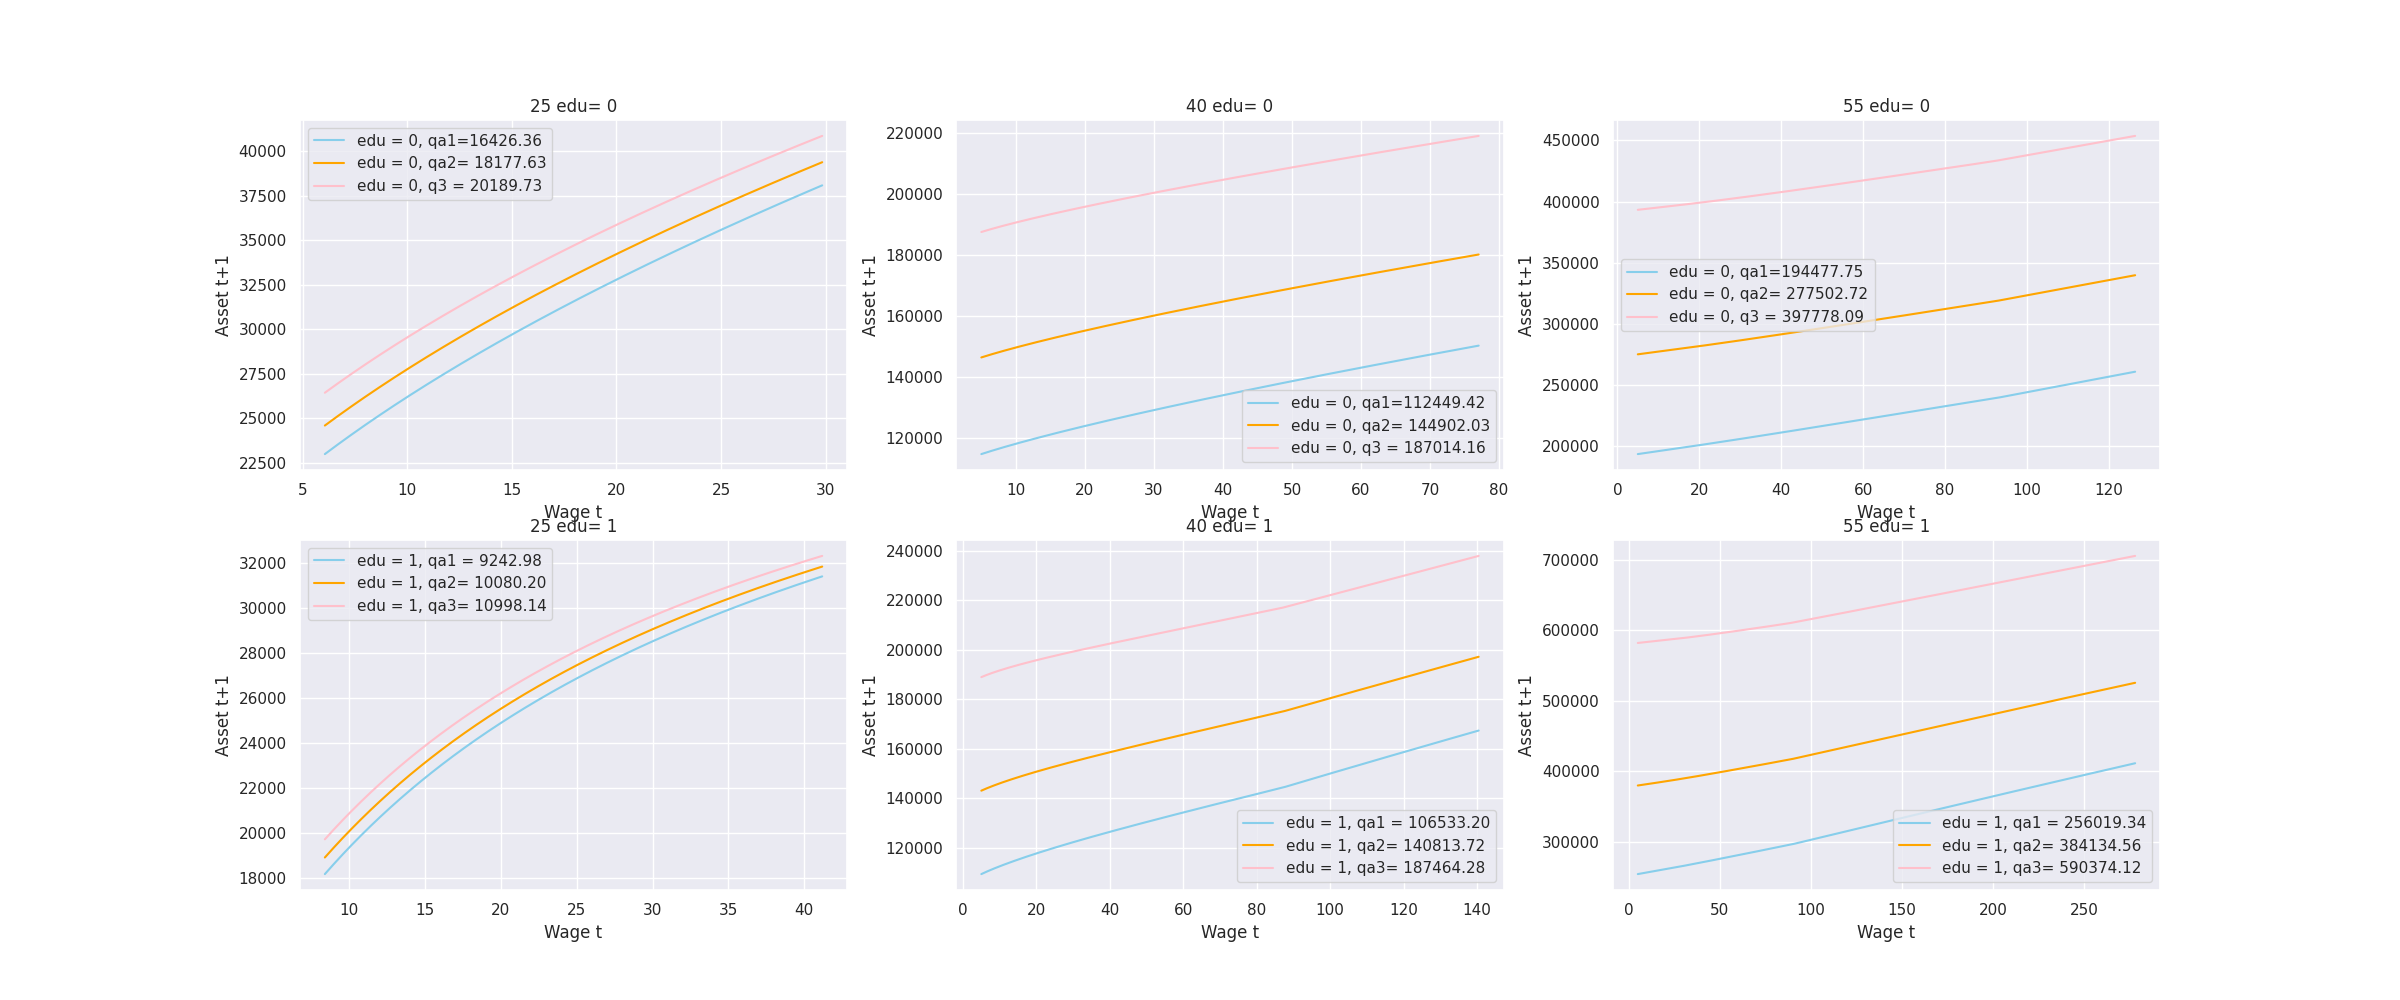 25 edu= 0
edu = 0, qa1=16426.36
edu = 0, qa2= 18177.63
edu = 0, q3 = 20189.73
40000
37500
35000
32500
30000
27500
25000
22500
Asset t+1
5 10 15 20 25 30
Wage t
40 edu= 0
220000
200000
180000
160000
140000
120000
Asset t+1
edu = 0, qa1=112449.42
edu = 0, qa2= 144902.03
edu = 0, q3 = 187014.16
10 20 30 40 50 60 70 80
Wage t
55 edu= 0
450000
400000
350000
300000
250000
200000
Asset t+1
edu = 0, qa1=194477.75
edu = 0, qa2= 277502.72
edu = 0, q3 = 397778.09
0 20 40 60 80 100 120
Wage t
25 edu= 1
edu = 1, qa1 = 9242.98
edu = 1, qa2= 10080.20
edu = 1, qa3= 10998.14
32000
30000
28000
26000
24000
22000
20000
18000
Asset t+1
10 15 20 25 30 35 40
Wage t
40 edu= 1
240000
220000
200000
180000
160000
140000
120000
Asset t+1
edu = 1, qa1 = 106533.20
edu = 1, qa2= 140813.72
edu = 1, qa3= 187464.28
0 20 40 60 80 100 120 140
Wage t
55 edu= 1
700000
600000
500000
400000
300000
Asset t+1
edu = 1, qa1 = 256019.34
edu = 1, qa2= 384134.56
edu = 1, qa3= 590374.12
0 50 100 150 200 250
Wage t